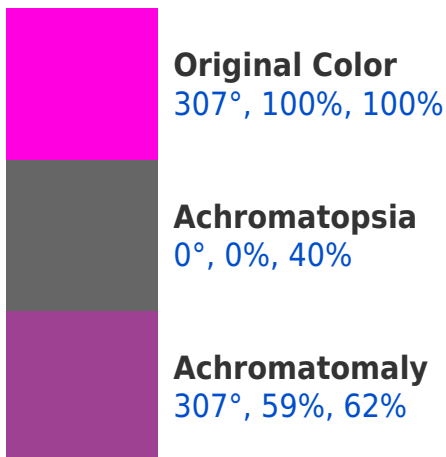 Original Color
307°, 100%, 100%
Achromatopsia
0°, 0%, 40%
Achromatomaly
307°, 59%, 62%